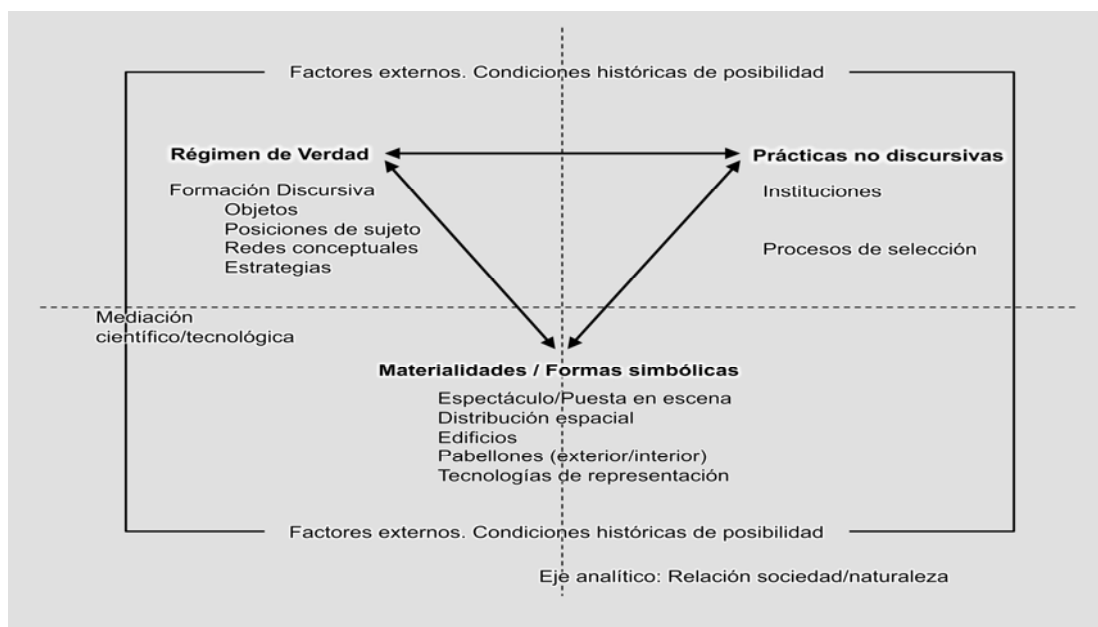 Factores externos. Condiciones históricas de posibilidad
Régimen de Verdad
Formación Discursiva
Objetos
Posiciones de sujeto
Redes conceptuales
Estrategias
Prácticas no discursivas
Instituciones
Procesos de selección
Mediación
científico/tecnológica
Materialidades / Formas simbólicas
Espectáculo/Puesta en escena
Distribución espacial
Edificios
Pabellones (exterior/interior)
Tecnologías de representación
Factores externos. Condiciones históricas de posibilidad
Eje analítico: Relación sociedad/naturaleza